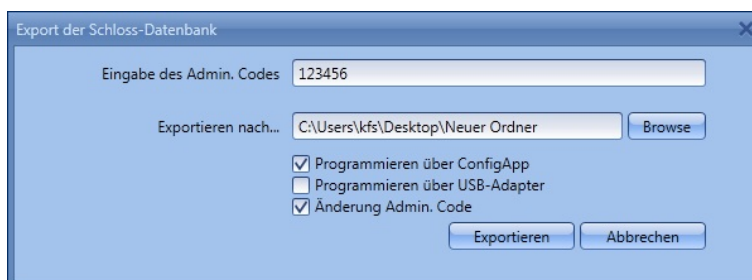 Export der Schloss-Datenbank
Eingabe des Admin. Codes 123456
Exportieren nach... C:\Users\kfs\Desktop\Neuer Ordner Browse
Programmieren über ConfigApp
Programmieren über USB-Adapter
Änderung Admin. Code
Exportieren Abbrechen